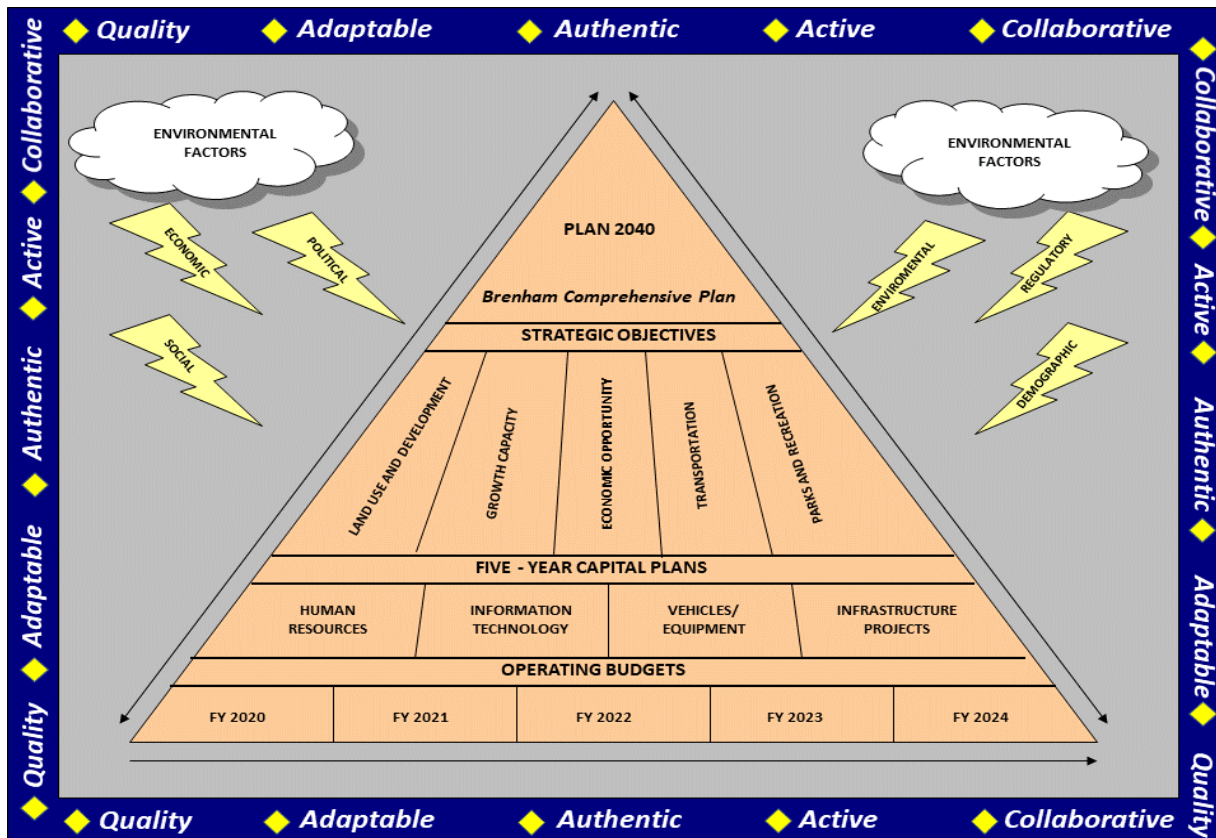 Quality Adaptable Authentic Active Collaborative
Collaborative
Active
Authentic
Adaptable
Quality
ENVIRONMENTAL
FACTORS
ECONOMIC
POLITICAL
SOCIAL
PLAN 2040
Brenham Comprehensive Plan
STRATEGIC OBJECTIVES
LAND USE AND DEVELOPMENT
GROWTH CAPACITY
ECONOMIC OPPORTUNITY
TRANSPORTATION
PARKS AND RECREATION
FIVE - YEAR CAPITAL PLANS
HUMAN
RESOURCES
INFORMATION
TECHNOLOGY
VEHICLES/
EQUIPMENT
INFRASTRUCTURE
PROJECTS
OPERATING BUDGETS
FY 2020
FY 2021
FY 2022
FY 2023
FY 2024
ENVIRONMENTAL
FACTORS
ENVIROMENTAL
REGULATORY
DEMOGRAPHIC
Collaborative
Active
Authentic
Adaptable
Quality
Quality Adaptable Authentic Active Collaborative